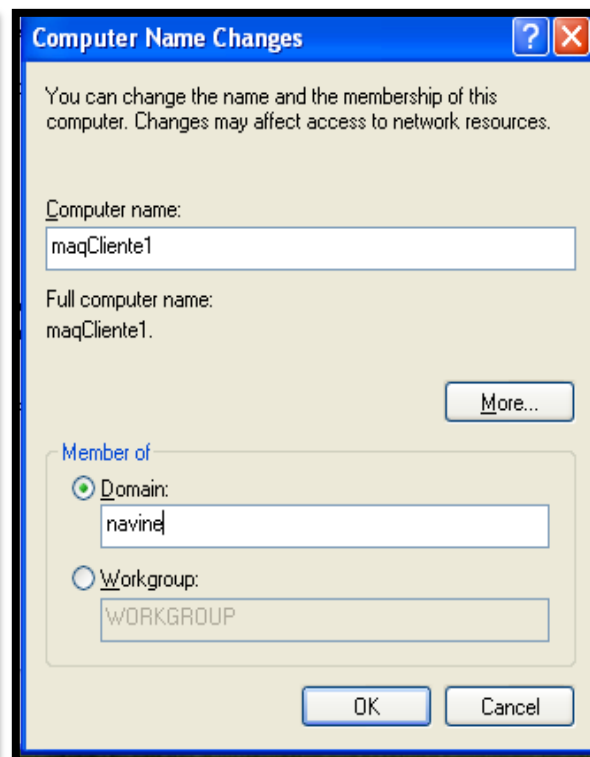 Computer Name Changes
You can change the name and the membership of this
computer. Changes may affect access to network resources.
Computer name:
maqCliente1
Full computer name:
maqCliente1.
More...
Member of
Domain:
navine
Workgroup:
WORKGROUP
OK
Cancel